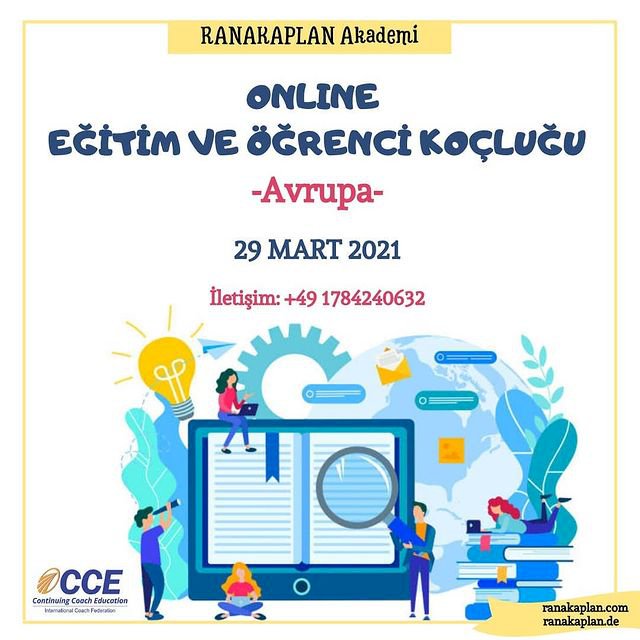 RANAKAPLAN Akademi
ONLINE
EĞİTİM VE ÖĞRENCİ KOÇLUĞU
-Avrupa-
29 MART 2021
İletişim: +49 1784240632
CCE
Continuing Coach Education
International Coach Federation
ranakaplan.com
ranakaplan.de